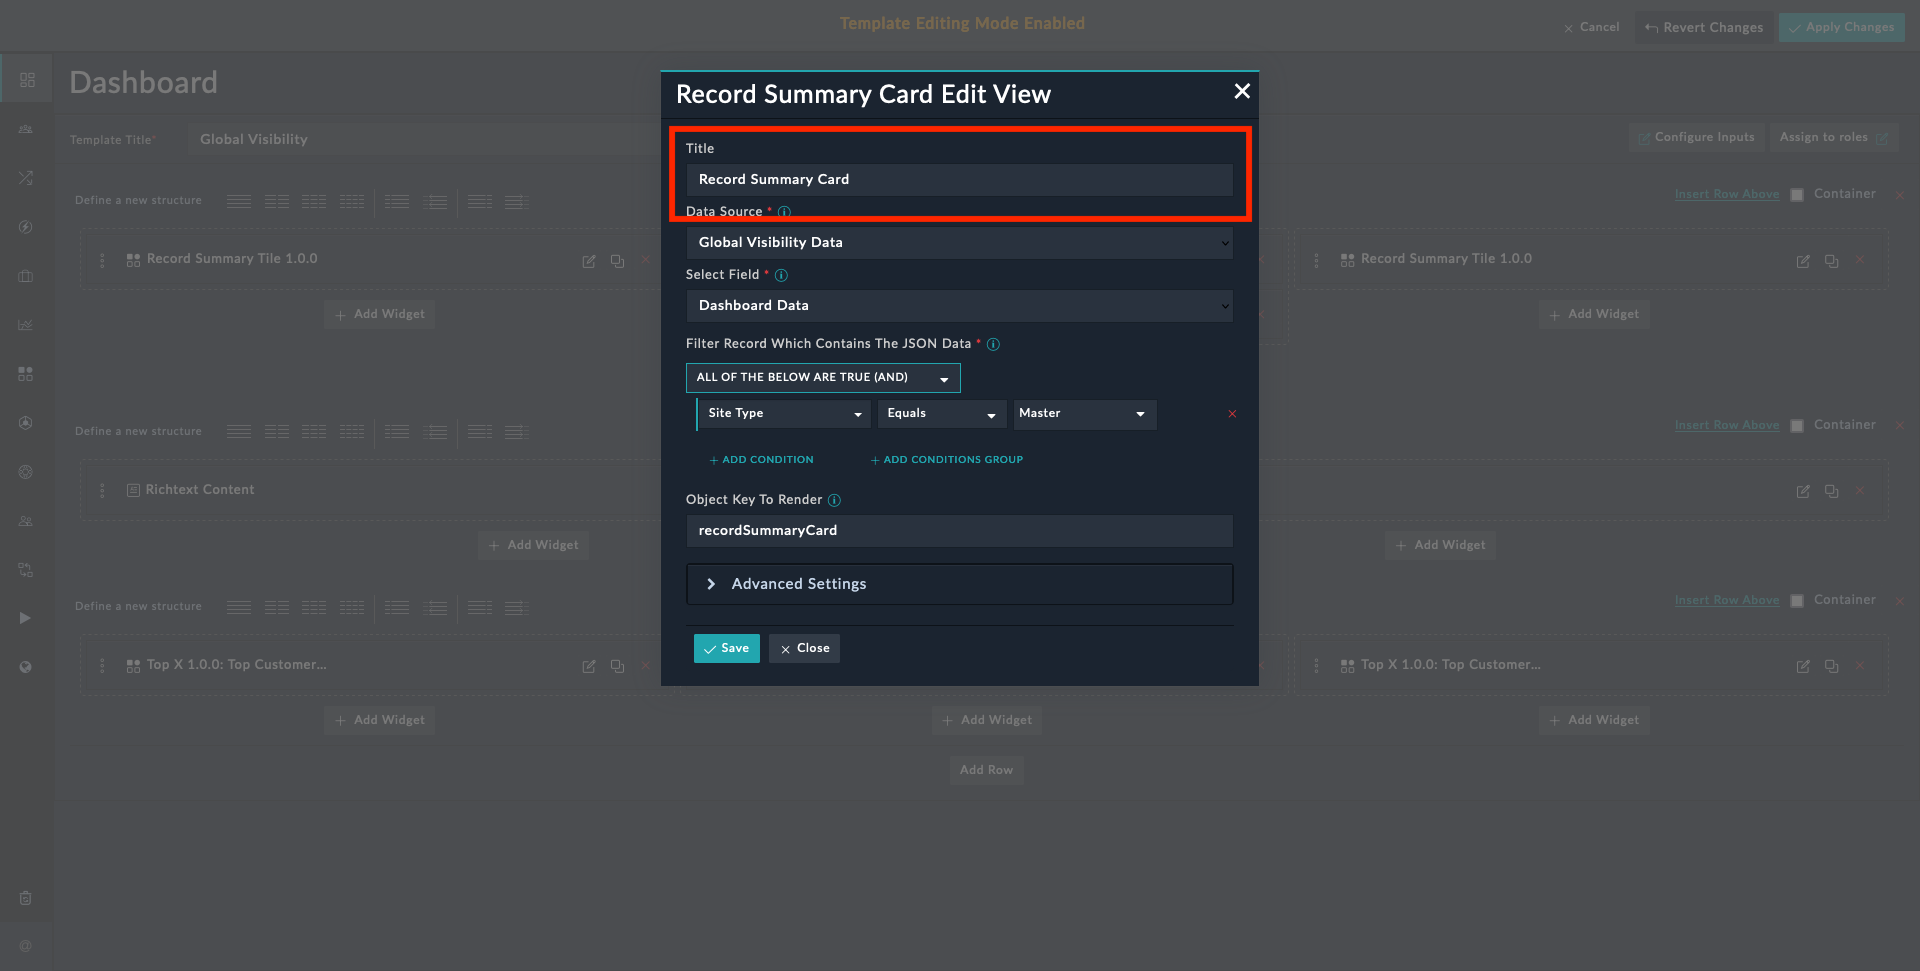 Template Editing Mode Enabled
Cancel
Revert Changes
Apply Changes
Dashboard
Record Summary Card Edit View
Template Title*
Global Visibility
Configure Inputs
Assign to roles
Title
Record Summary Card
Define a new structure
Insert Row Above
Container
Data Source *
Global Visibility Data
Record Summary Tile 1.0.0
Record Summary Tile 1.0.0
Select Field *
Dashboard Data
Add Widget
Add Widget
Filter Record Which Contains The JSON Data *
ALL OF THE BELOW ARE TRUE (AND)
Site Type
Equals
Master
Define a new structure
Insert Row Above
Container
+ ADD CONDITION
+ ADD CONDITIONS GROUP
Richtext Content
Object Key To Render
recordSummaryCard
Add Widget
Add Widget
Advanced Settings
Define a new structure
Insert Row Above
Container
Save
Close
Top X 1.0.0: Top Customer...
Top X 1.0.0: Top Customer...
Add Widget
Add Widget
Add Widget
Add Row